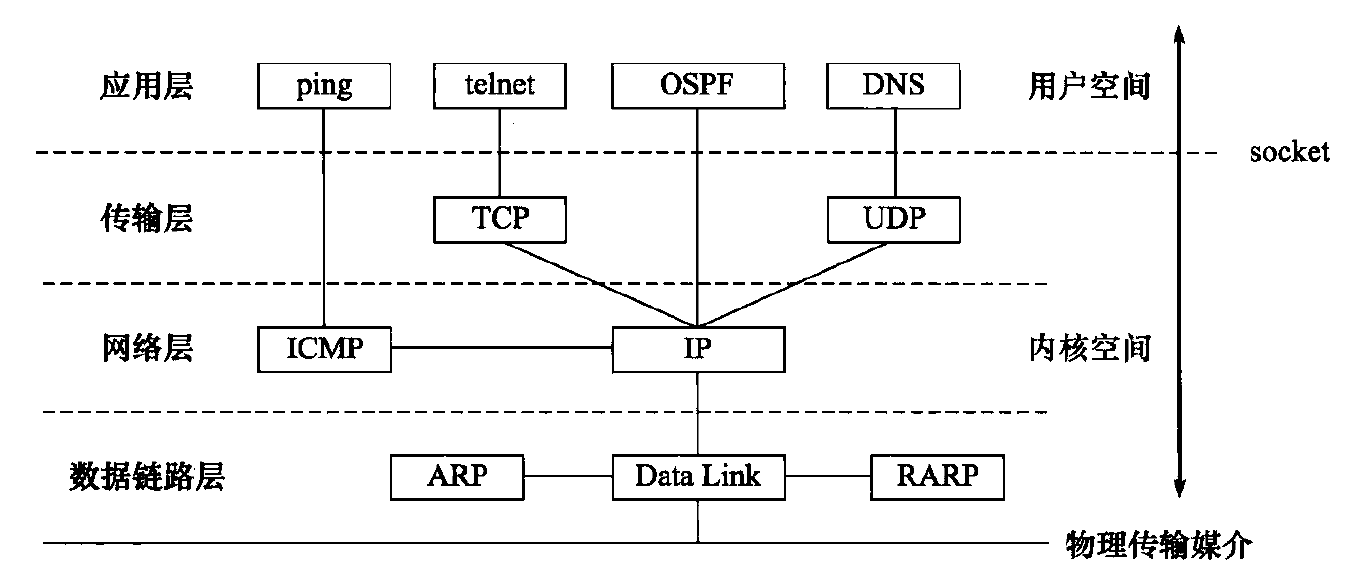 应用层 ping telnet OSPF DNS 用户空间
socket
传输层 TCP UDP
网络层 ICMP IP 内核空间
数据链路层 ARP Data Link RARP
物理传输媒介